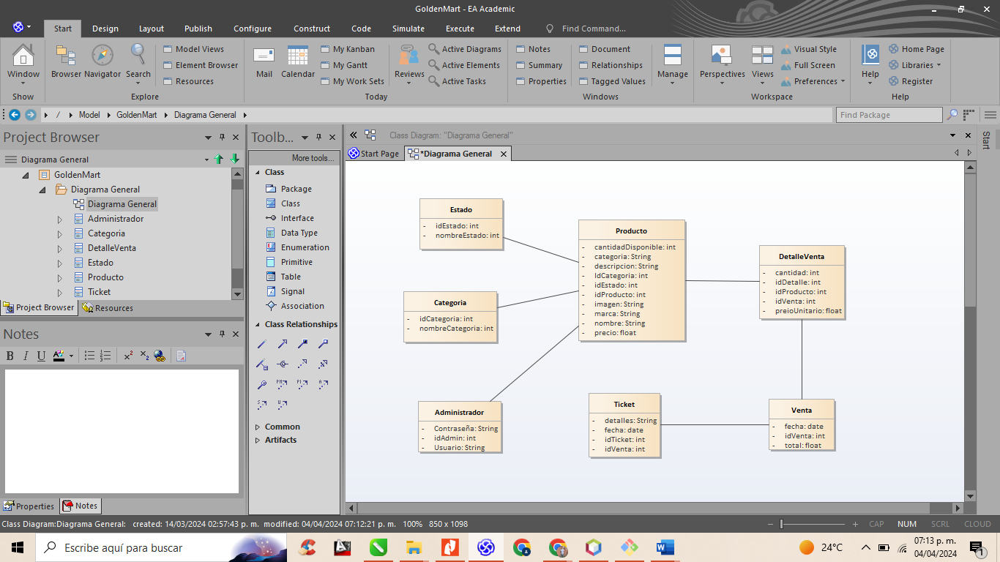 GoldenMart - EA Academic
Start Design Layout Publish Configure Construct Code Simulate Execute Extend Find Command...
Window
Show
Browser Navigator Search
Model Views
Element Browser
Resources
Explore
Mail Calendar
My Kanban
My Gantt
My Work Sets
Reviews
Active Diagrams
Active Elements
Active Tasks
Today
Notes
Summary
Properties
Document
Relationships
Tagged Values
Manage
Windows
Perspectives Views
Visual Style
Full Screen
Preferences
Workspace
Help
Home Page
Libraries
Register
Help
/ Model GoldenMart Diagrama General
Find Package
Project Browser
Diagrama General
GoldenMart
Diagrama General
Diagrama General
Administrador
Categoria
DetalleVenta
Estado
Producto
Ticket
Project Browser Resources
Notes
B I U A x² X₂
Properties Notes
Toolb...
More tools...
Class
Package
Class
Interface
Data Type
Enumeration
Primitive
Table
Signal
Association
Class Relationships
Common
Artifacts
Class Diagram: "Diagrama General"
Start Page *Diagrama General
Start
Estado
- idEstado: int
- nombreEstado: int
Categoria
- idCategoria: int
- nombreCategoria: int
Administrador
- Contraseña: String
- idAdmin: int
- Usuario: String
Producto
- cantidadDisponible: int
- categoria: String
- descripcion: String
- IdCategoria: int
- idEstado: int
- idProducto: int
- imagen: String
- marca: String
- nombre: String
- precio: float
DetalleVenta
- cantidad: int
- idDetalle: int
- idProducto: int
- idVenta: int
- preioUnitario: float
Ticket
- detalles: String
- fecha: date
- idTicket: int
- idVenta: int
Venta
- fecha: date
- idVenta: int
- total: float
Class Diagram:Diagrama General: created: 14/03/2024 02:57:43 p. m. modified: 04/04/2024 07:12:21 p. m. 100% 850 x 1098
CAP NUM SCRL CLOUD
Escribe aquí para buscar
24°C
07:13 p. m.
04/04/2024
1